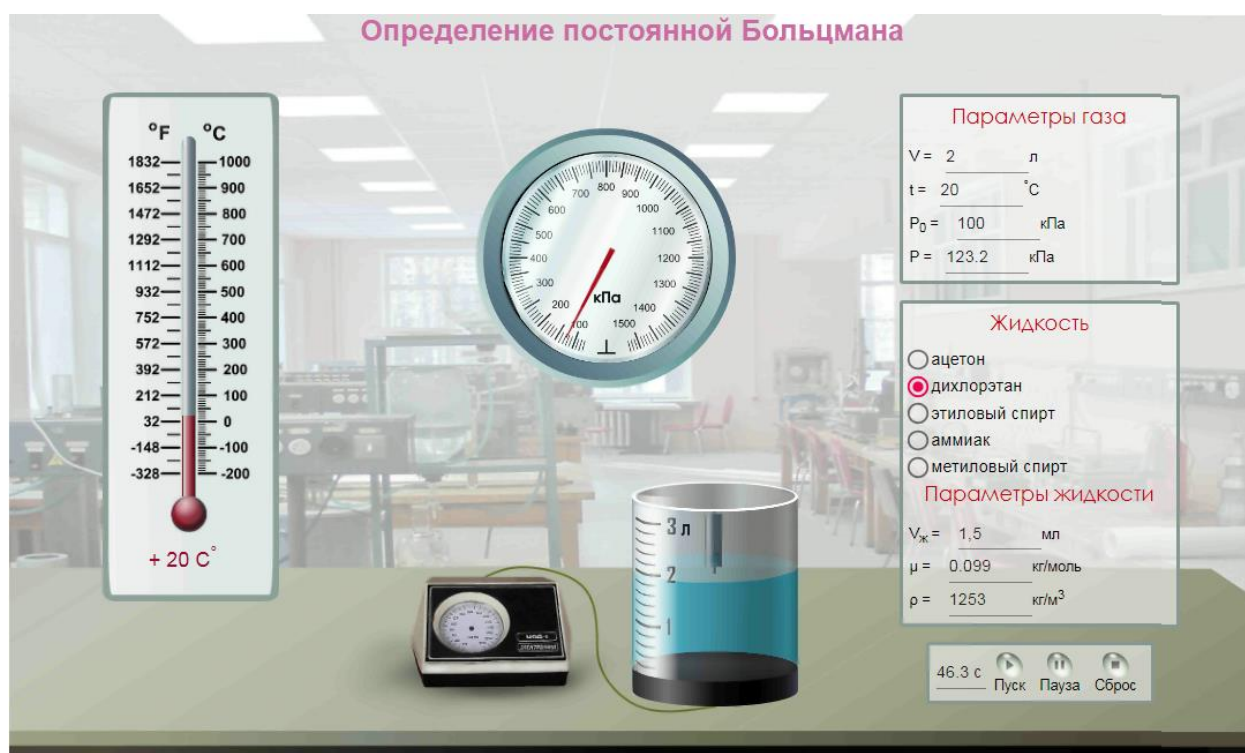 Определение постоянной Больцмана
°F °C
1832 1000
1652 900
1472 800
1292 700
1112 600
932 500
752 400
572 300
392 200
212 100
32 0
-148 -100
-328 -200
+ 20 C°
100 200 300 400 500 600 700 800 900 1000 1100 1200 1300 1400 1500
кПа
3 л
2
1
Параметры газа
V = 2 л
t = 20 °C
P₀ = 100 кПа
P = 123.2 кПа
Жидкость
ацетон
дихлорэтан
этиловый спирт
аммиак
метиловый спирт
Параметры жидкости
Vж = 1,5 мл
μ = 0.099 кг/моль
ρ = 1253 кг/м³
46.3 с Пуск Пауза Сброс